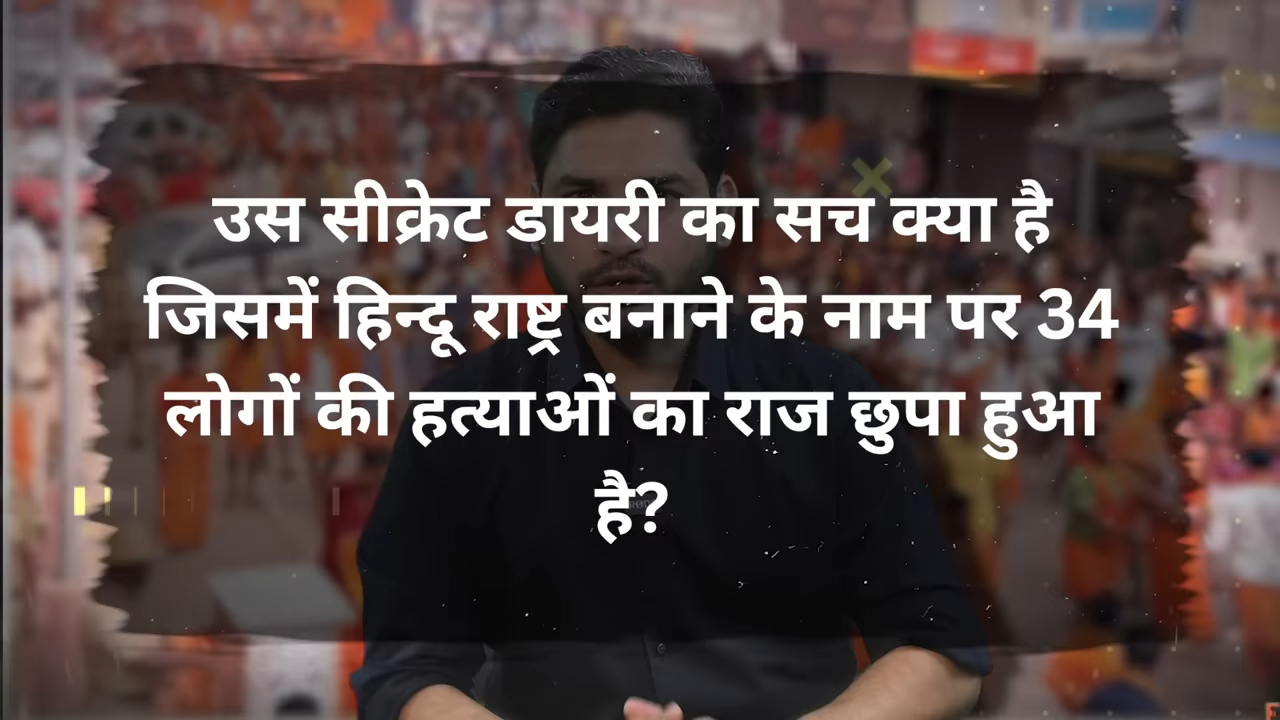 उस सीक्रेट डायरी का सच क्या है
जिसमें हिन्दू राष्ट्र बनाने के नाम पर 34
लोगों की हत्याओं का राज छुपा हुआ
है?